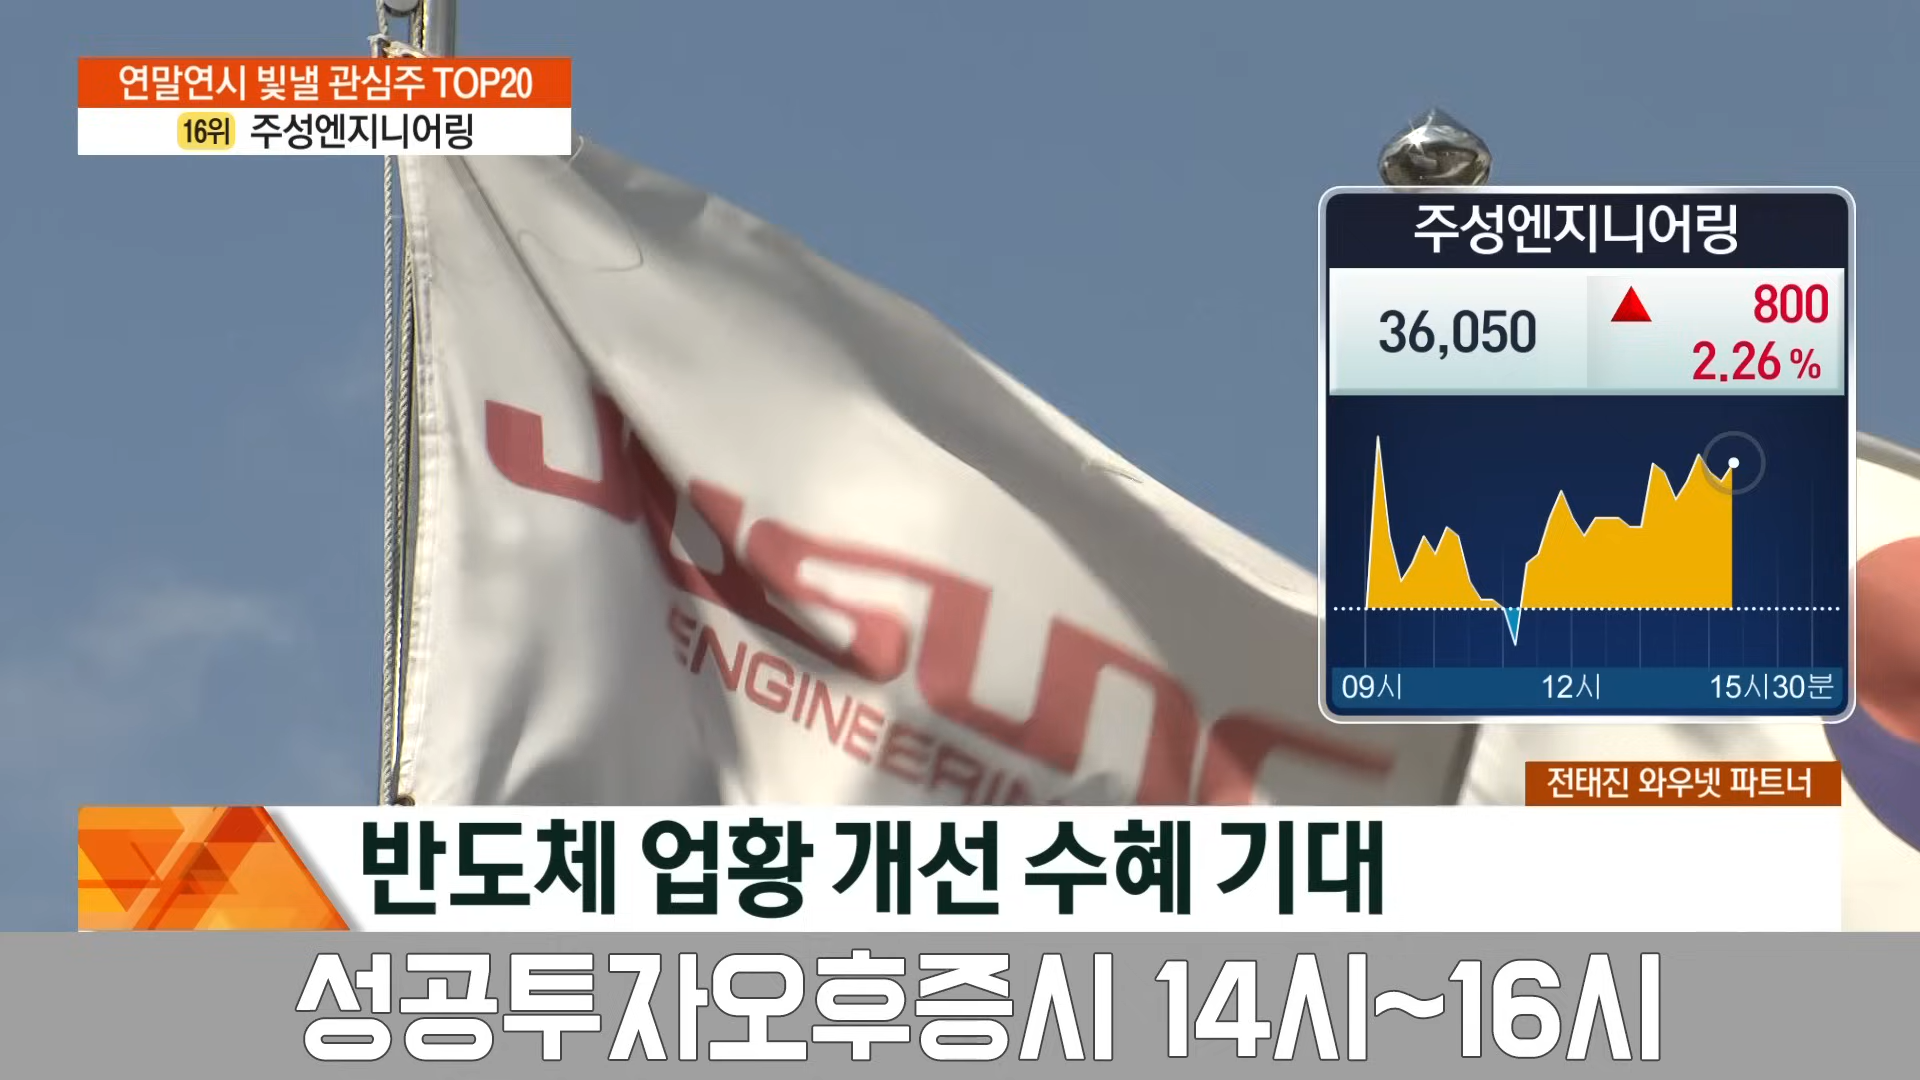 연말연시 빛낼 관심주 TOP20
16위 주성엔지니어링
주성엔지니어링
36,050
▲ 800
2.26%
09시 12시 15시30분
JUSUNG
ENGINEERIN
전태진 와우넷 파트너
반도체 업황 개선 수혜 기대
성공투자오후증시 14시~16시